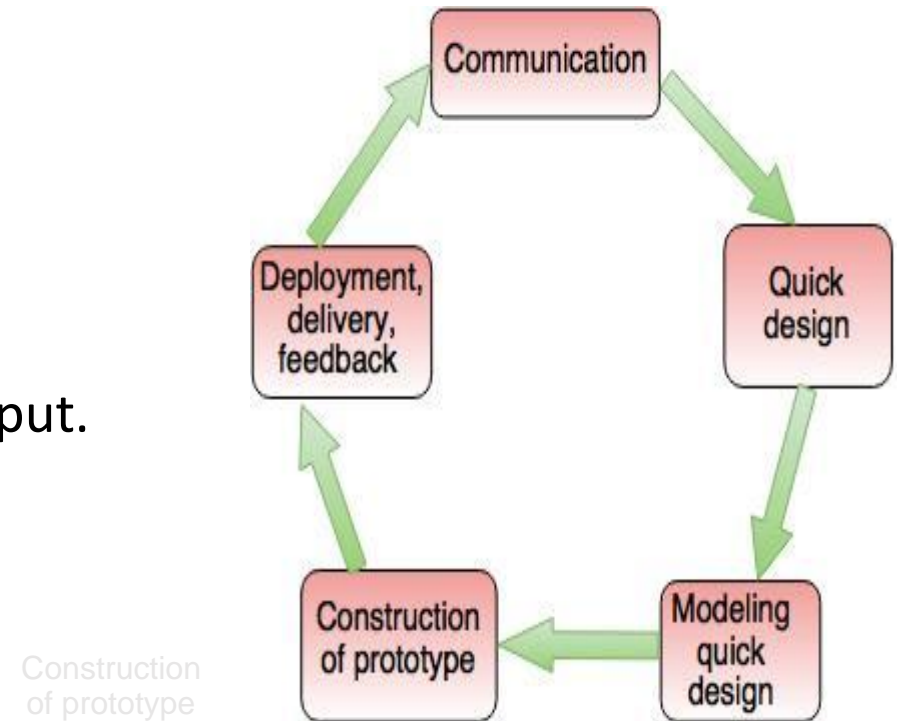 Communication
Quick
design
Deployment,
delivery,
feedback
put.
Construction
of prototype
Modeling
quick
design
Construction
of prototype